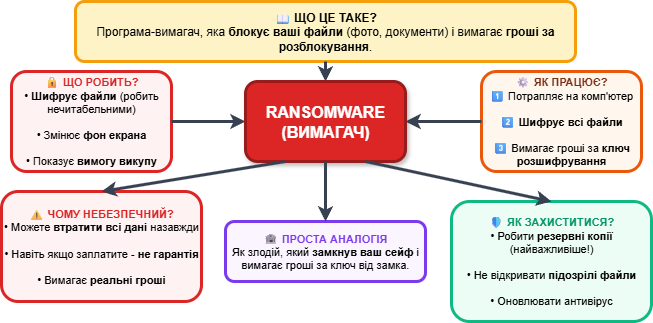 📖 ЩО ЦЕ ТАКЕ?
Програма-вимагач, яка блокує ваші файли (фото, документи) і вимагає гроші за
розблокування.
🔒 ЩО РОБИТЬ?
• Шифрує файли (робить
нечитабельними)
• Змінює фон екрана
• Показує вимогу викупу
RANSOMWARE
(ВИМАГАЧ)
⚙️ ЯК ПРАЦЮЄ?
1️⃣ Потрапляє на комп'ютер
2️⃣ Шифрує всі файли
3️⃣ Вимагає гроші за ключ
розшифрування
⚠️ ЧОМУ НЕБЕЗПЕЧНИЙ?
• Можете втратити всі дані назавжди
• Навіть якщо заплатите - не гарантія
• Вимагає реальні гроші
🏫 ПРОСТА АНАЛОГІЯ
Як злодій, який замкнув ваш сейф і
вимагає гроші за ключ від замка.
🛡️ ЯК ЗАХИСТИТИСЯ?
• Робити резервні копії
(найважливіше!)
• Не відкривати підозрілі файли
• Оновлювати антивірус